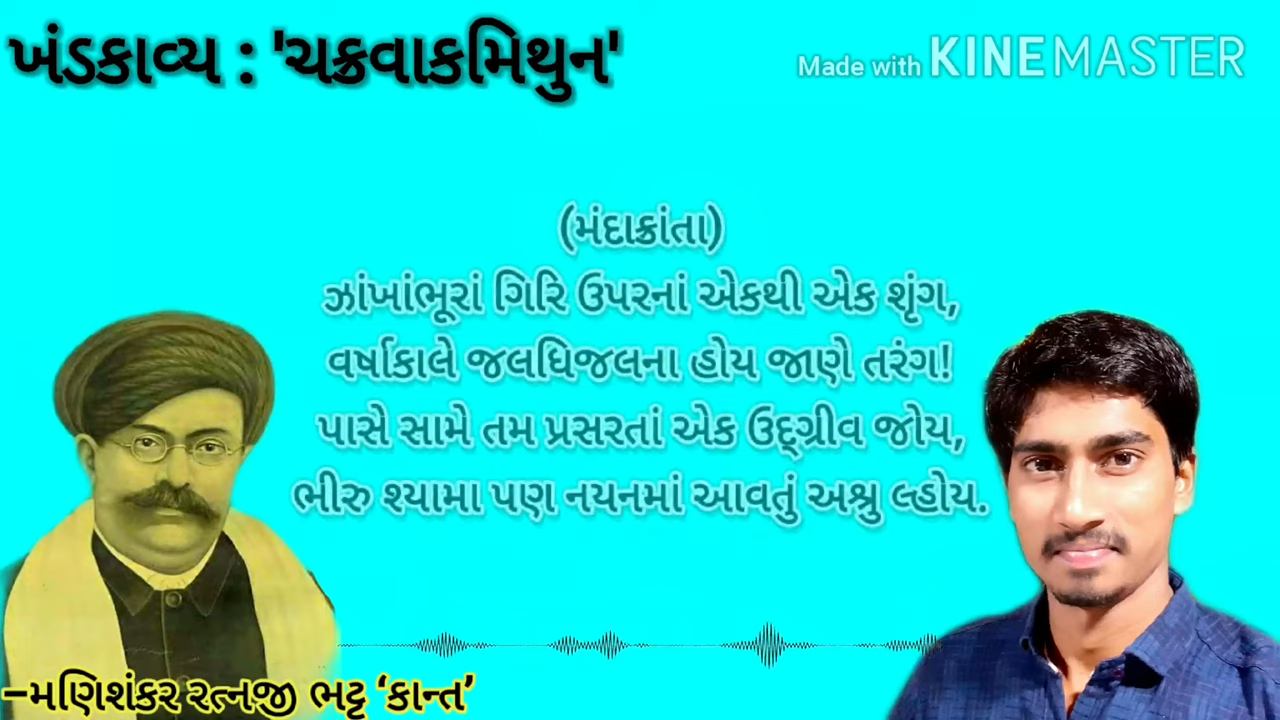 ખંડકાવ્ય : 'ચક્રવાકમિથુન'
Made with KINEMASTER
(મંદાક્રાંતા)
ઝાંખાંભૂરાં ગિરિ ઉપરનાં એકથી એક શૃંગ,
વર્ષાકાલે જલધિજલના હોય જાણે તરંગ!
પાસે સામે તમ પ્રસરતાં એક ઉદ્ગ્રીવ જોય,
ભીરુ શ્યામા પણ નયનમાં આવતું અશ્રુ લ્હોય.
–મણિશંકર રત્નજી ભટ્ટ ‘કાન્ત’